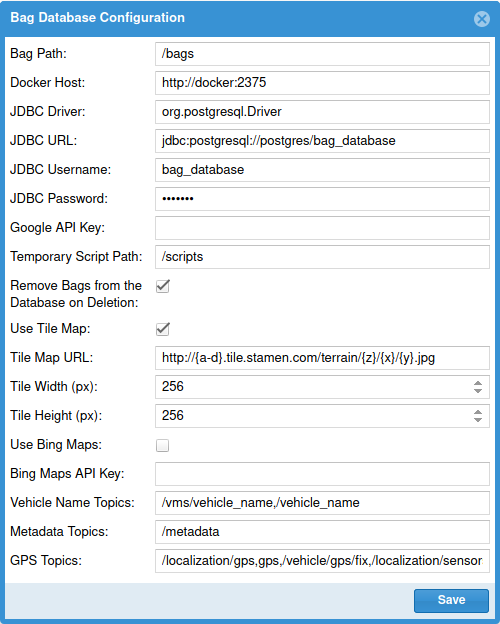 Bag Database Configuration
Bag Path: /bags
Docker Host: http://docker:2375
JDBC Driver: org.postgresql.Driver
JDBC URL: jdbc:postgresql://postgres/bag_database
JDBC Username: bag_database
JDBC Password: •••••••
Google API Key:
Temporary Script Path: /scripts
Remove Bags from the
Database on Deletion:
Use Tile Map:
Tile Map URL: http://{a-d}.tile.stamen.com/terrain/{z}/{x}/{y}.jpg
Tile Width (px): 256
Tile Height (px): 256
Use Bing Maps:
Bing Maps API Key:
Vehicle Name Topics: /vms/vehicle_name,/vehicle_name
Metadata Topics: /metadata
GPS Topics: /localization/gps,gps,/vehicle/gps/fix,/localization/sensor
Save